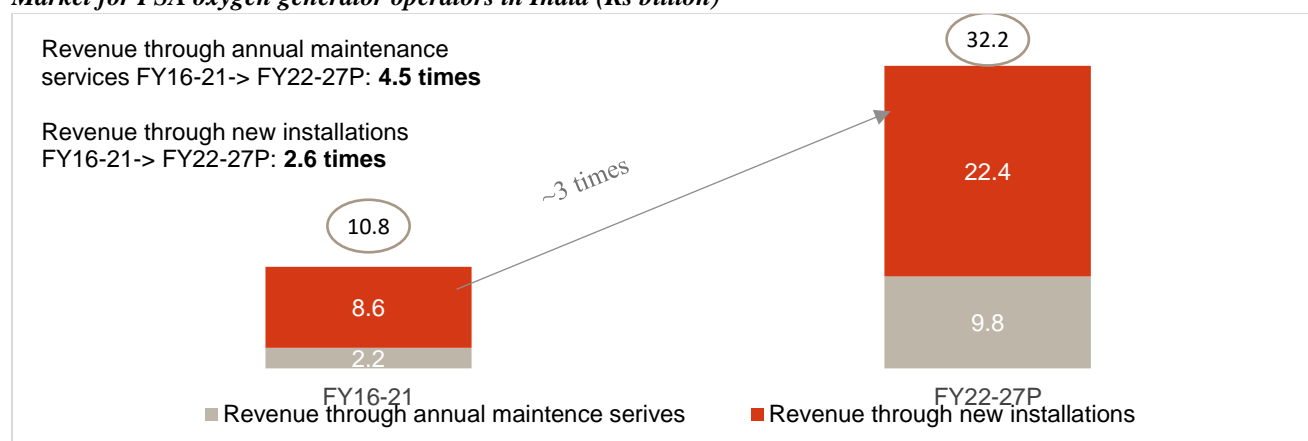 Market for PSA oxygen generator operators in India (Rs billion)
Revenue through annual maintenance
services FY16-21-> FY22-27P: 4.5 times
Revenue through new installations
FY16-21-> FY22-27P: 2.6 times
32.2
~3 times
22.4
10.8
8.6
9.8
2.2
FY16-21
FY22-27P
Revenue through annual maintence serives
Revenue through new installations